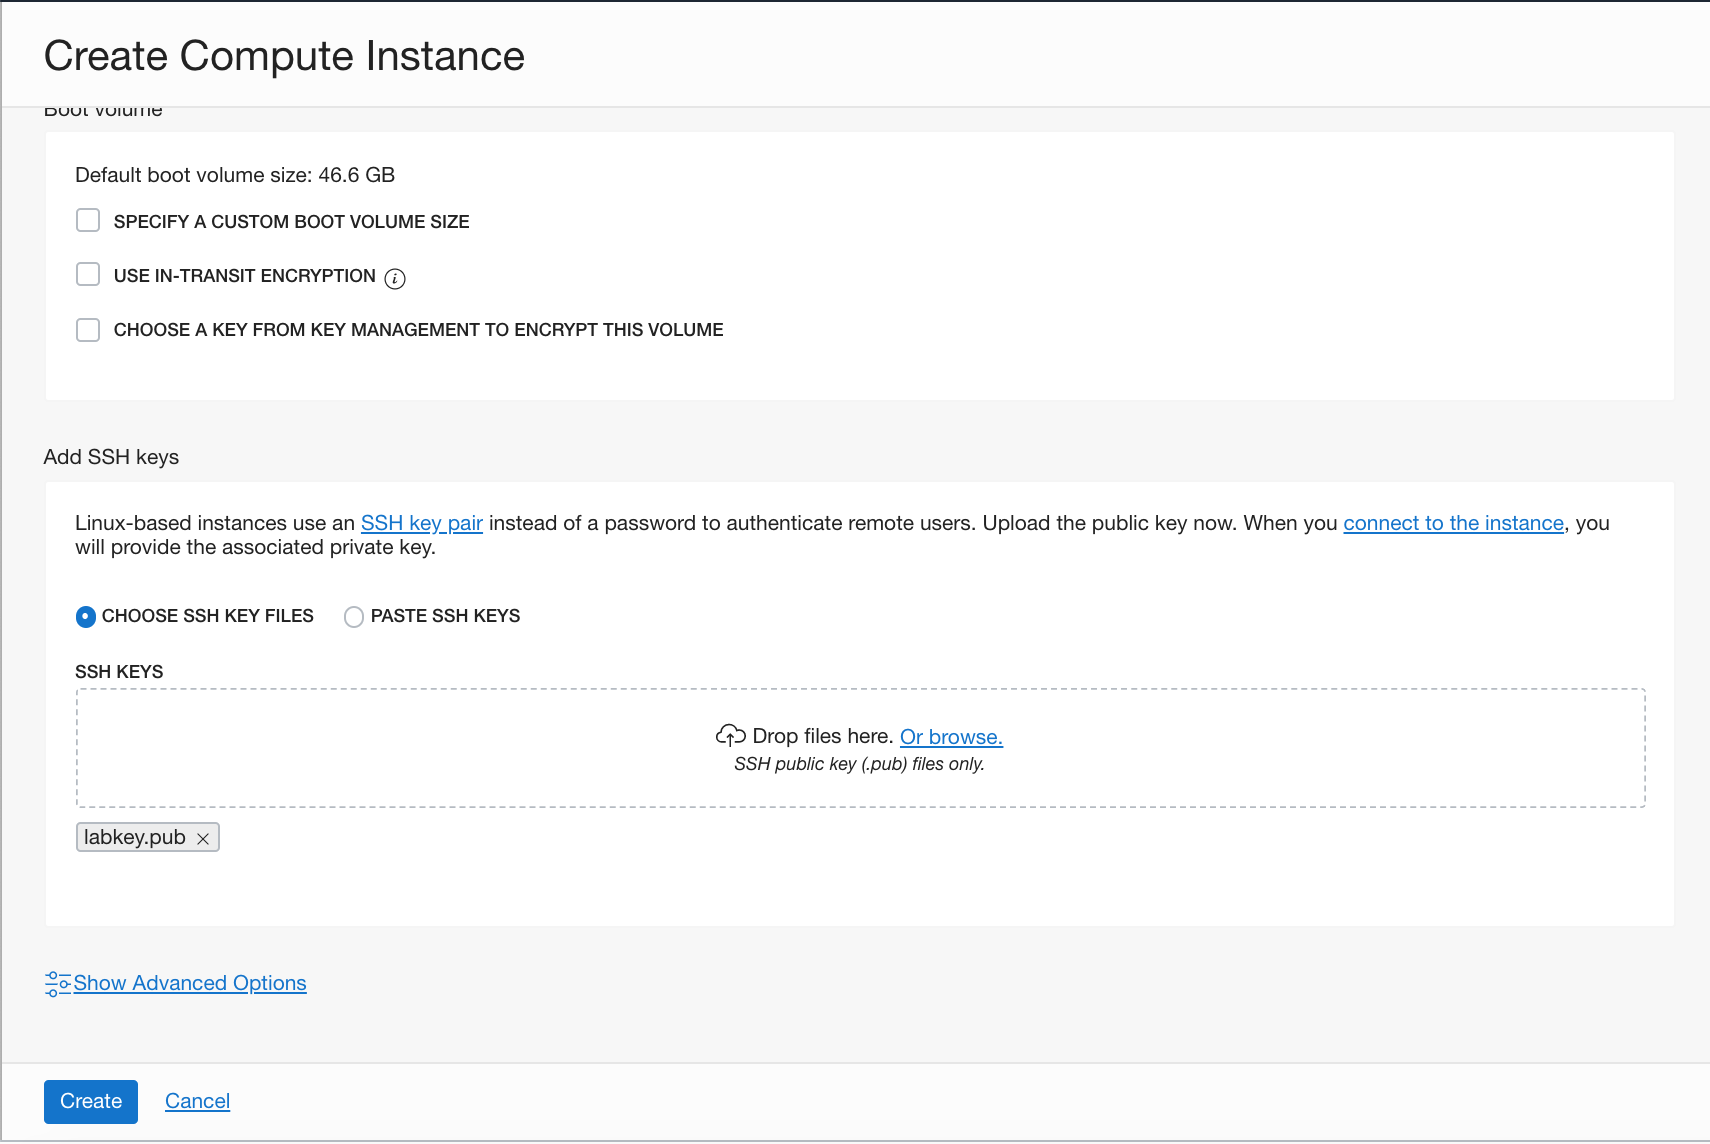 Create Compute Instance
Boot volume
Default boot volume size: 46.6 GB
SPECIFY A CUSTOM BOOT VOLUME SIZE
USE IN-TRANSIT ENCRYPTION i
CHOOSE A KEY FROM KEY MANAGEMENT TO ENCRYPT THIS VOLUME
Add SSH keys
Linux-based instances use an SSH key pair instead of a password to authenticate remote users. Upload the public key now. When you connect to the instance, you
will provide the associated private key.
CHOOSE SSH KEY FILES PASTE SSH KEYS
SSH KEYS
Drop files here. Or browse.
SSH public key (.pub) files only.
labkey.pub
Show Advanced Options
Create Cancel